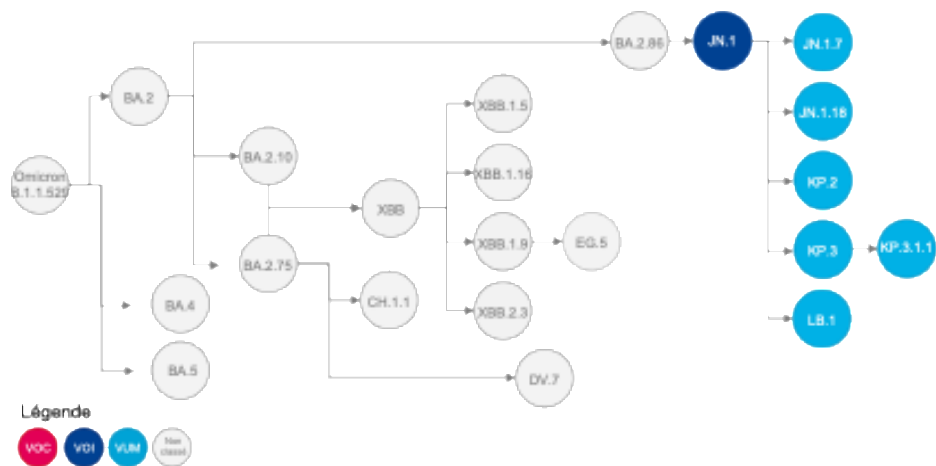 BA.2.86
JN.1
JN.1.7
BA.2
XBB.1.5
JN.1.18
BA.2.10
XBB.1.16
KP.2
Omicron
B.1.1.529
XBB
XBB.1.9
EG.5
KP.3
KP.3.1.1
BA.2.75
BA.4
CH.1.1
XBB.2.3
LB.1
BA.5
DV.7
Légende
VOC
VOI
VUM
Non
classé